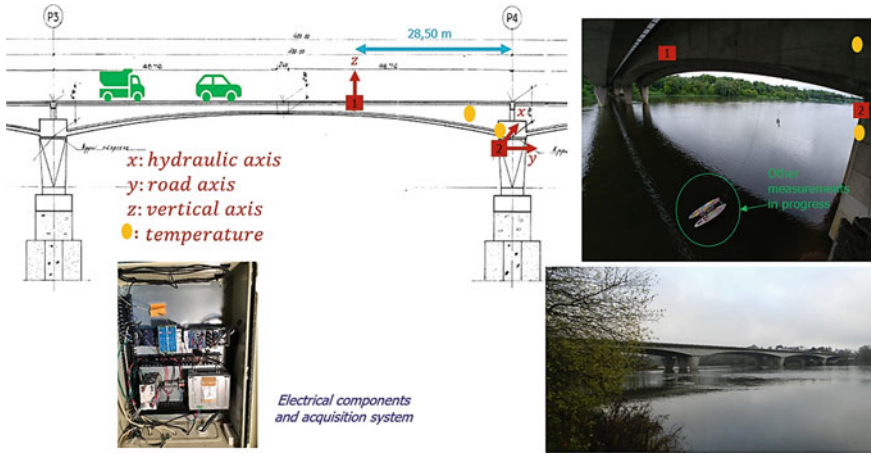 P3
P4
28,50 m
z
1
x
2
y
x: hydraulic axis
y: road axis
z: vertical axis
: temperature
Electrical components
and acquisition system
1
2
Other
measurements
in progress